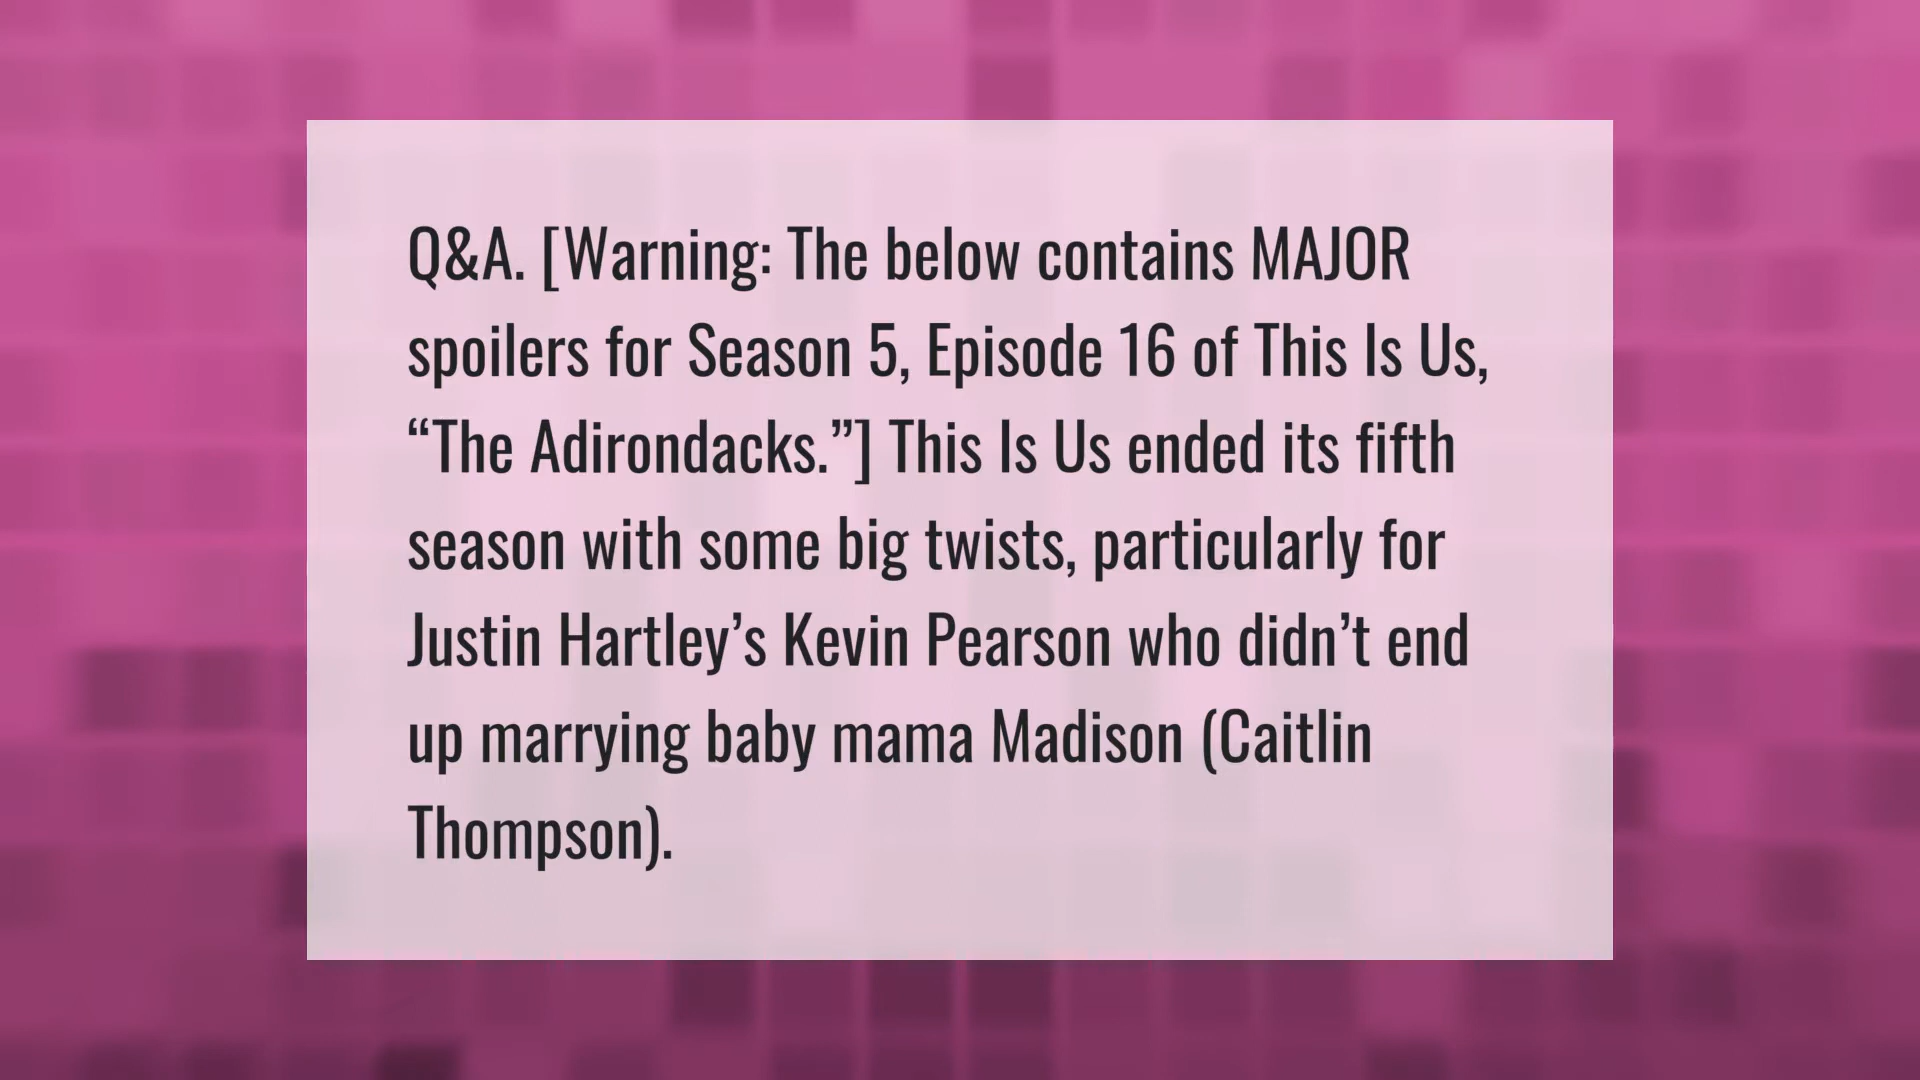 Q&A. [Warning: The below contains MAJOR
spoilers for Season 5, Episode 16 of This Is Us,
“The Adirondacks.”] This Is Us ended its fifth
season with some big twists, particularly for
Justin Hartley’s Kevin Pearson who didn’t end
up marrying baby mama Madison (Caitlin
Thompson).